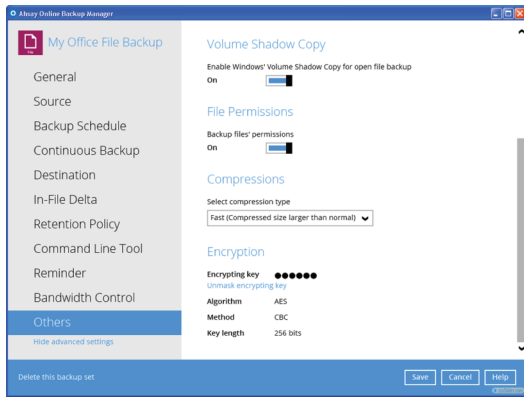 Ahsay Online Backup Manager
File
My Office File Backup
General
Source
Backup Schedule
Continuous Backup
Destination
In-File Delta
Retention Policy
Command Line Tool
Reminder
Bandwidth Control
Others
Hide advanced settings
Volume Shadow Copy
Enable Windows' Volume Shadow Copy for open file backup
On
File Permissions
Backup files' permissions
On
Compressions
Select compression type
Fast (Compressed size larger than normal)
Encryption
Encrypting key ●●●●●●
Unmask encrypting key
Algorithm AES
Method CBC
Key length 256 bits
Delete this backup set
Save Cancel Help